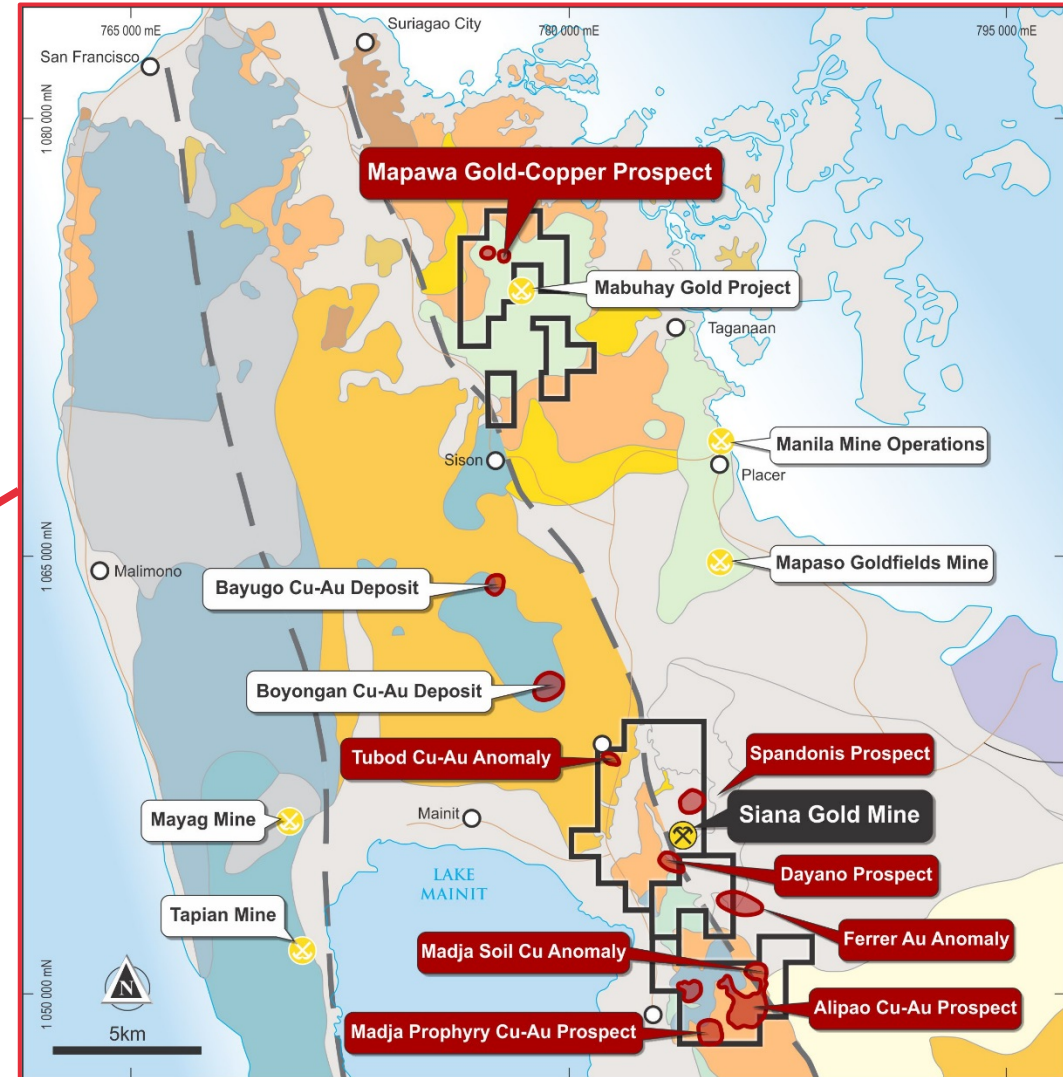 765 000 mE
780 000 mE
795 000 mE
Suriagao City
San Francisco
1 080 000 mN
Mapawa Gold-Copper Prospect
Mabuhay Gold Project
Taganaan
Manila Mine Operations
Sison
Placer
1 065 000 mN
Malimono
Mapaso Goldfields Mine
Bayugo Cu-Au Deposit
Boyongan Cu-Au Deposit
Tubod Cu-Au Anomaly
Spandonis Prospect
Mayag Mine
Mainit
Siana Gold Mine
LAKE
MAINIT
Dayano Prospect
Tapian Mine
Ferrer Au Anomaly
Madja Soil Cu Anomaly
1 050 000 mN
N
Alipao Cu-Au Prospect
5km
Madja Prophyry Cu-Au Prospect